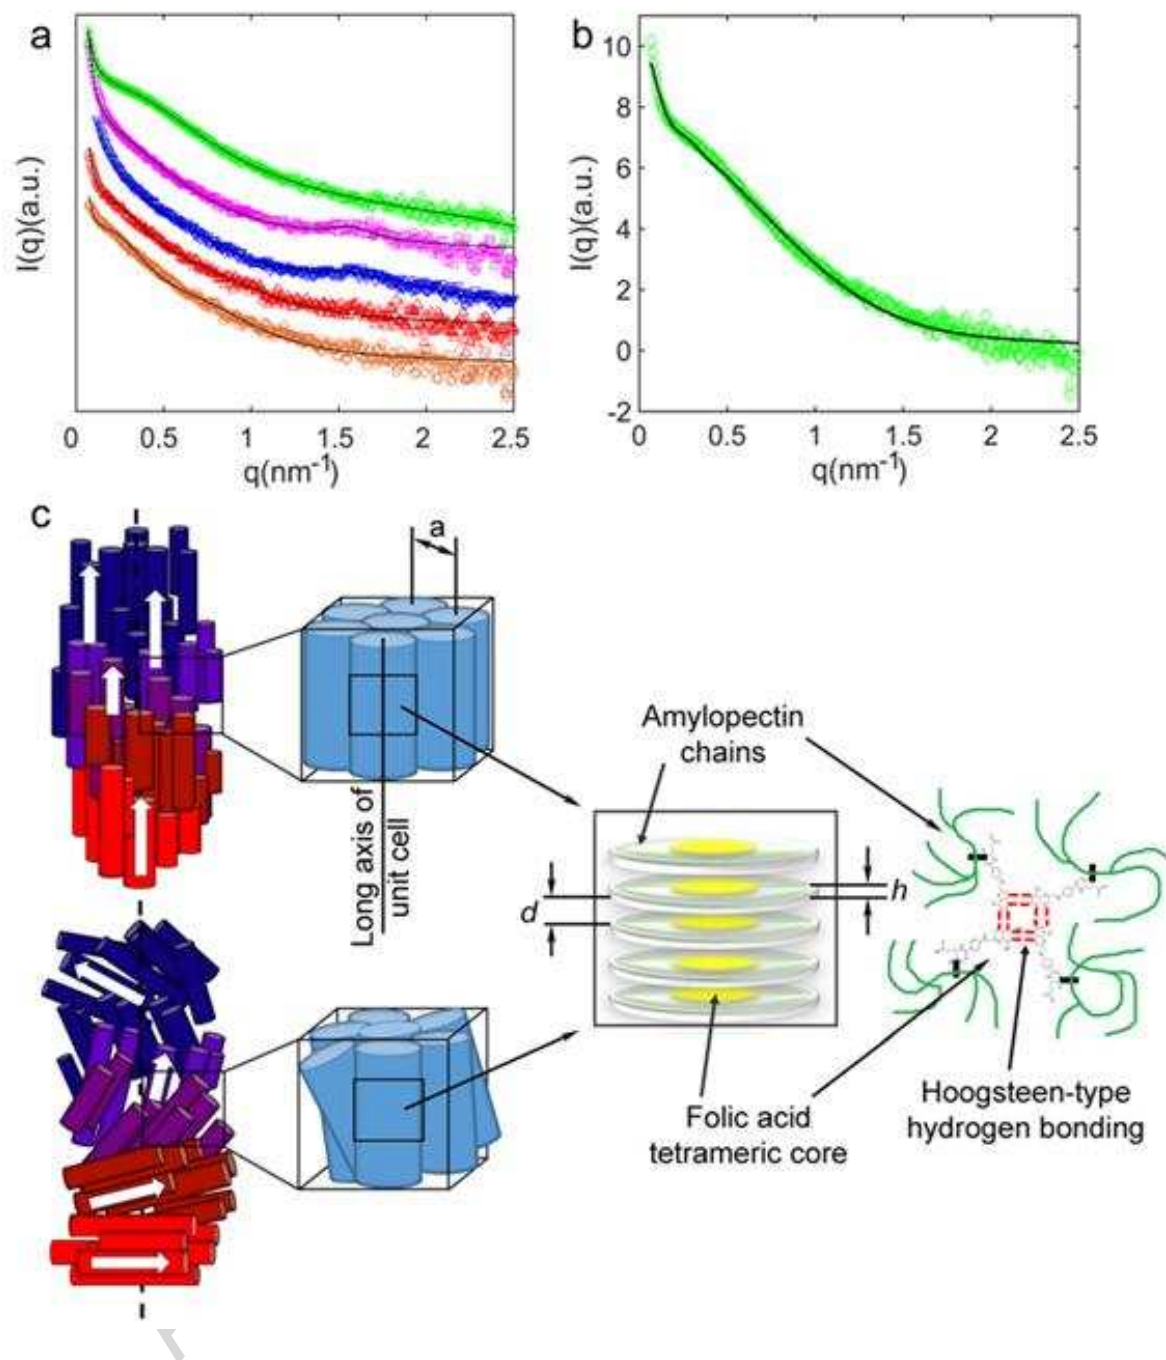 a
I(q)(a.u.)
0
0.5
1
1.5
2
2.5
q(nm⁻¹)
b
10
8
6
4
2
0
-2
I(q)(a.u.)
0
0.5
1
1.5
2
2.5
q(nm⁻¹)
c
a
Long axis of
unit cell
Amylopectin
chains
d
h
Folic acid
tetrameric core
Hoogsteen-type
hydrogen bonding